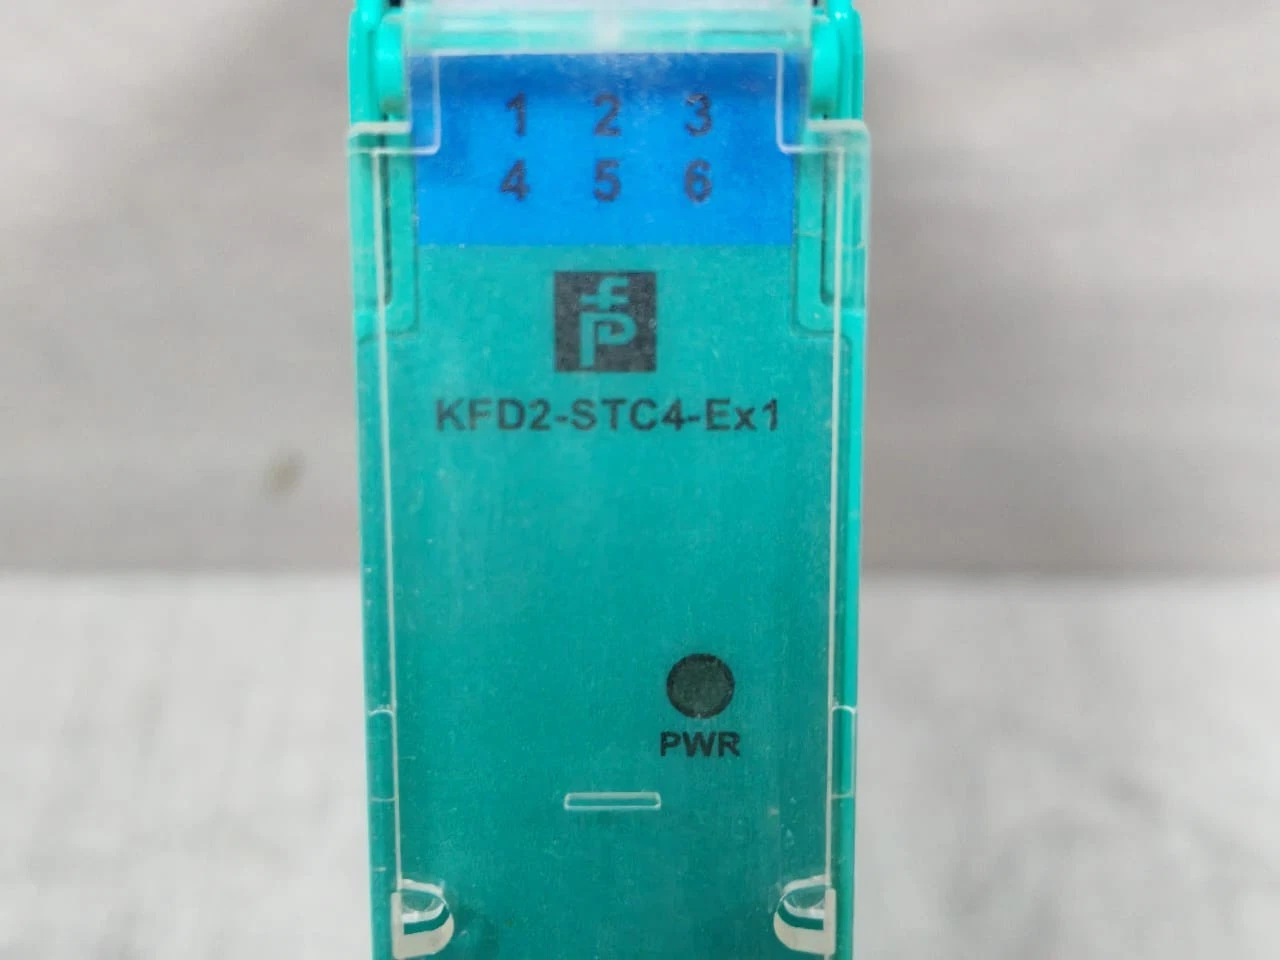 1 2 3
4 5 6
KFD2-STC4-Ex1
PWR